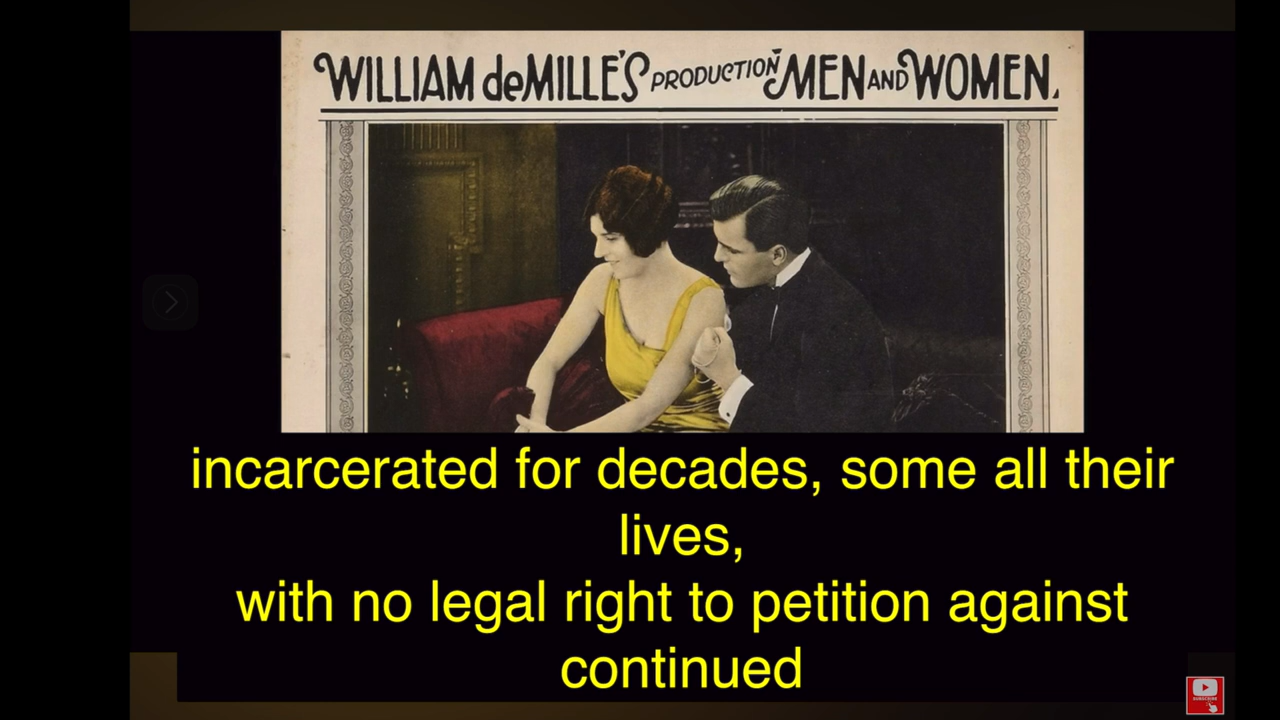 WILLIAM deMILLE'S PRODUCTION MEN AND WOMEN.
incarcerated for decades, some all their
lives,
with no legal right to petition against
continued
SUBSCRIBE